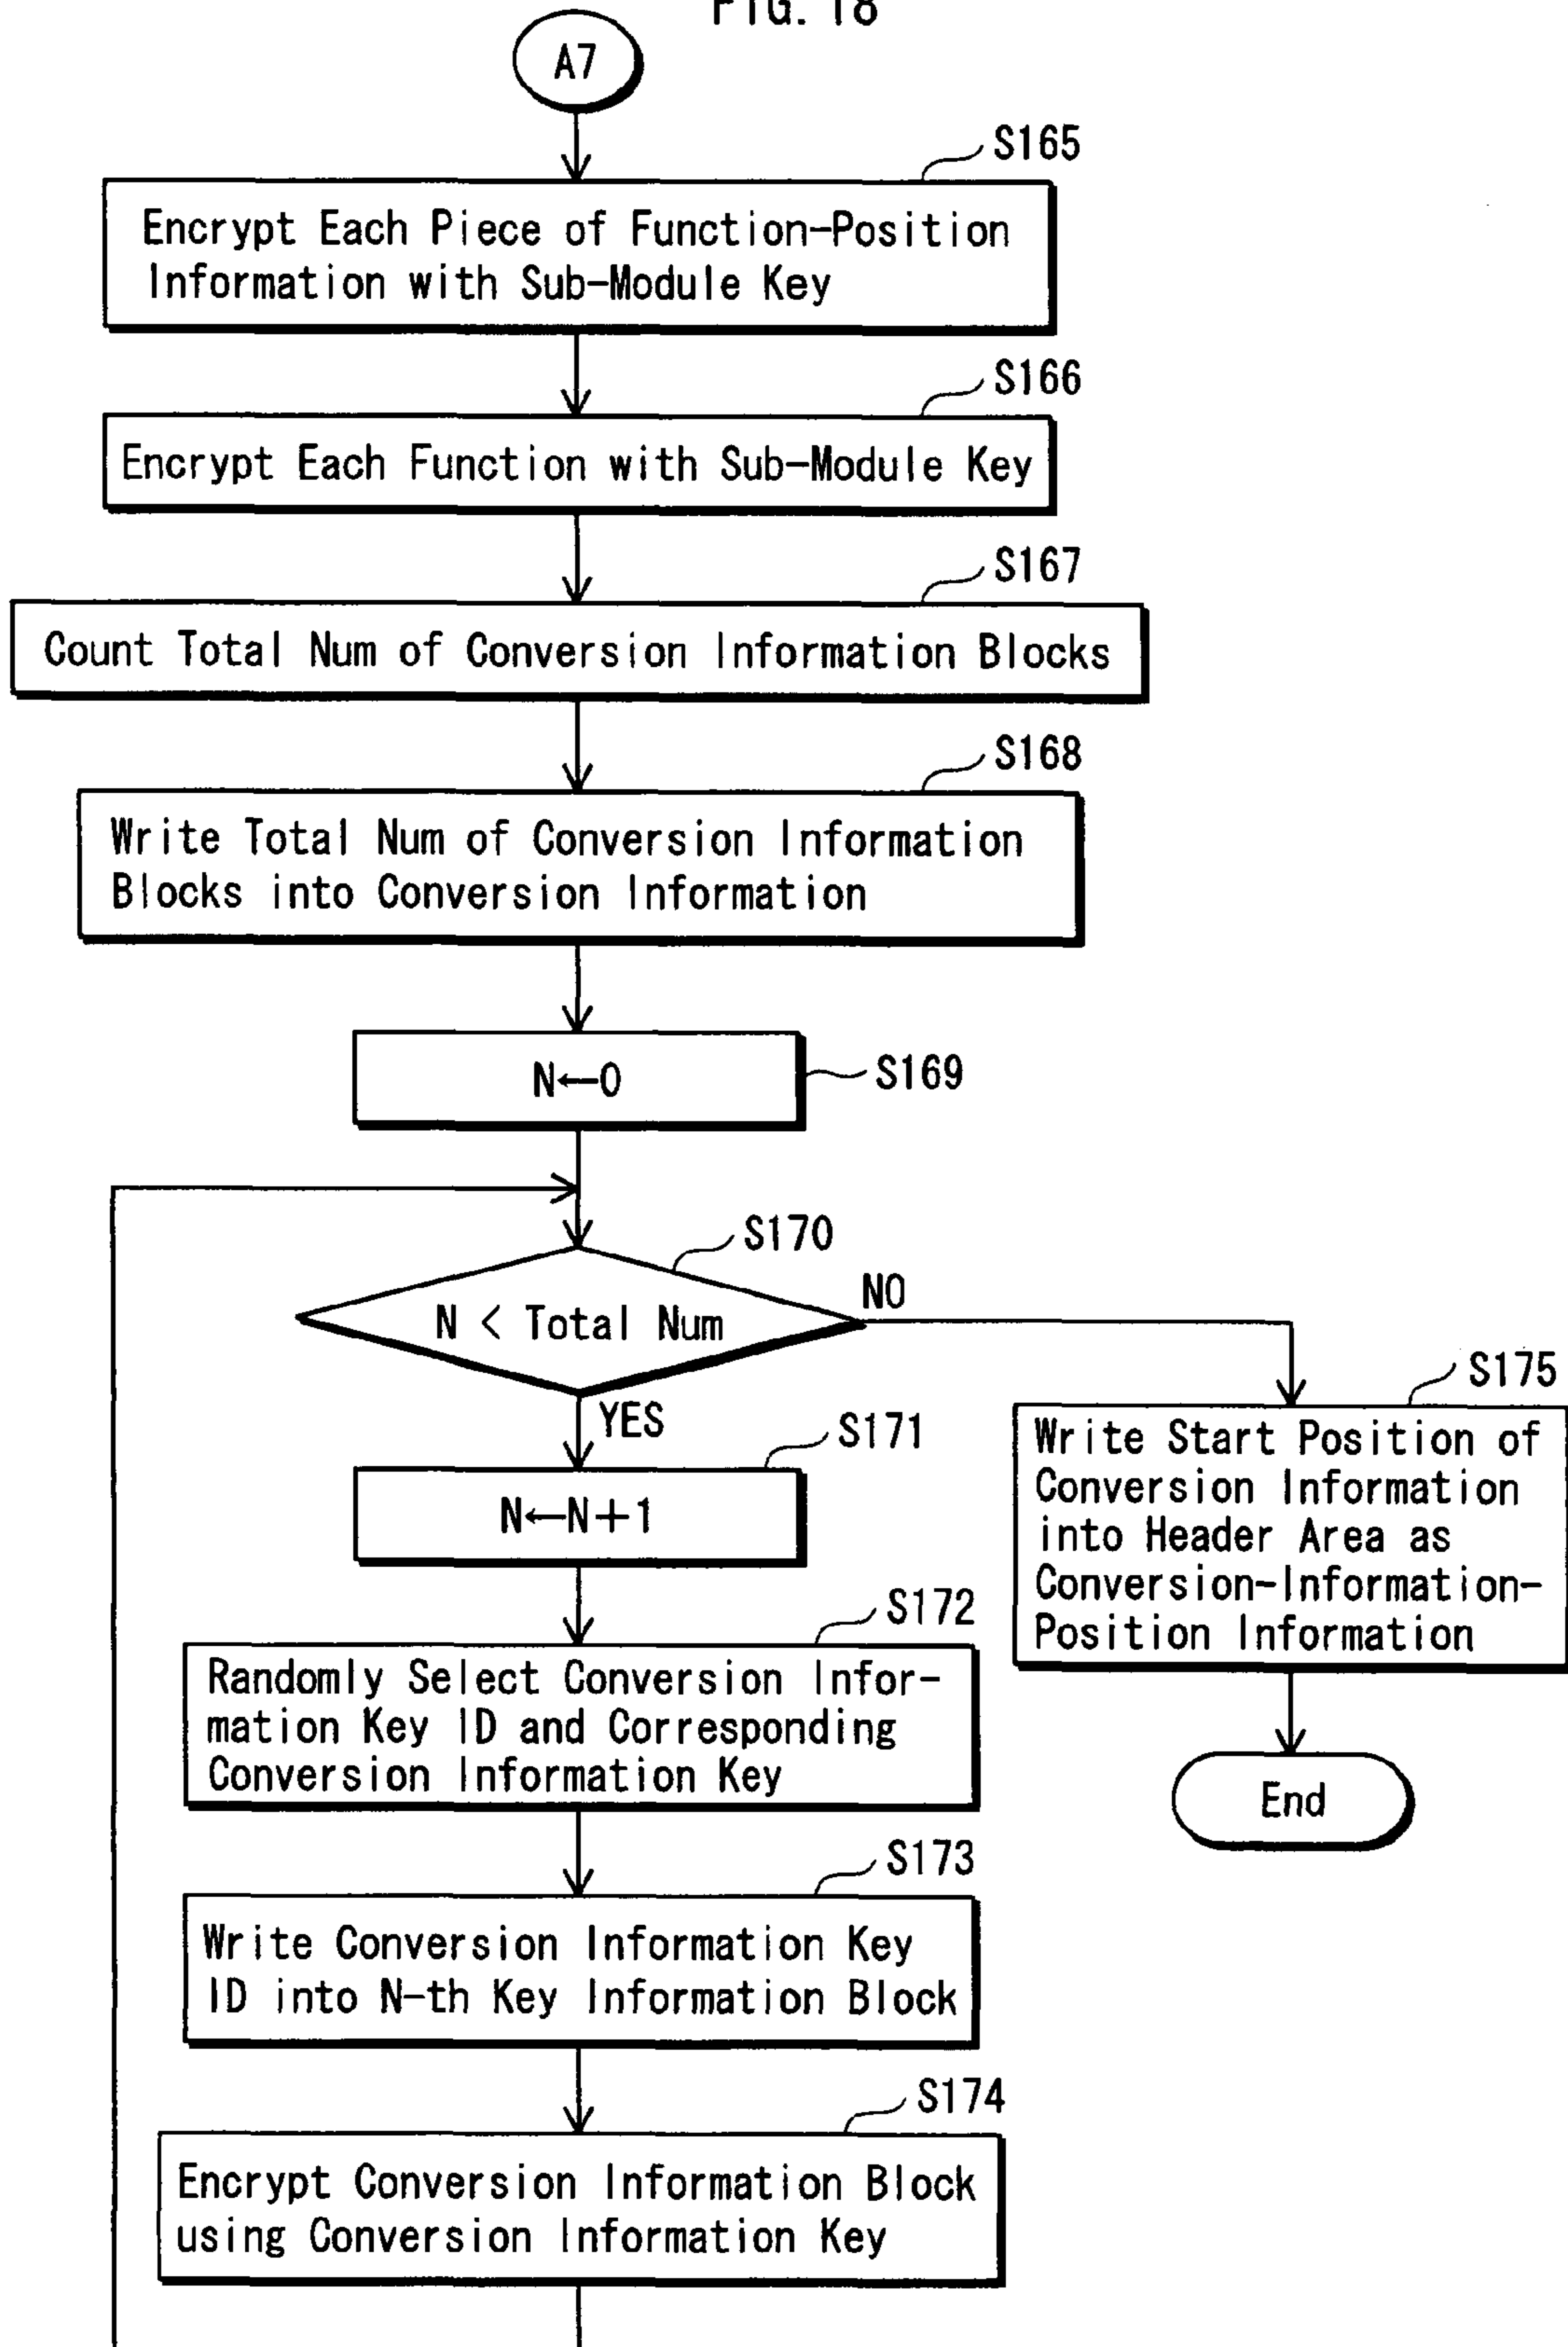 FIG. 18
A7
S165
Encrypt Each Piece of Function-Position
Information with Sub-Module Key
S166
Encrypt Each Function with Sub-Module Key
S167
Count Total Num of Conversion Information Blocks
S168
Write Total Num of Conversion Information
Blocks into Conversion Information
N←0
S169
S170
N < Total Num
NO
YES
S171
N←N+1
S172
Randomly Select Conversion Infor-
mation Key ID and Corresponding
Conversion Information Key
S173
Write Conversion Information Key
ID into N-th Key Information Block
S174
Encrypt Conversion Information Block
using Conversion Information Key
S175
Write Start Position of
Conversion Information
into Header Area as
Conversion-Information-
Position Information
End